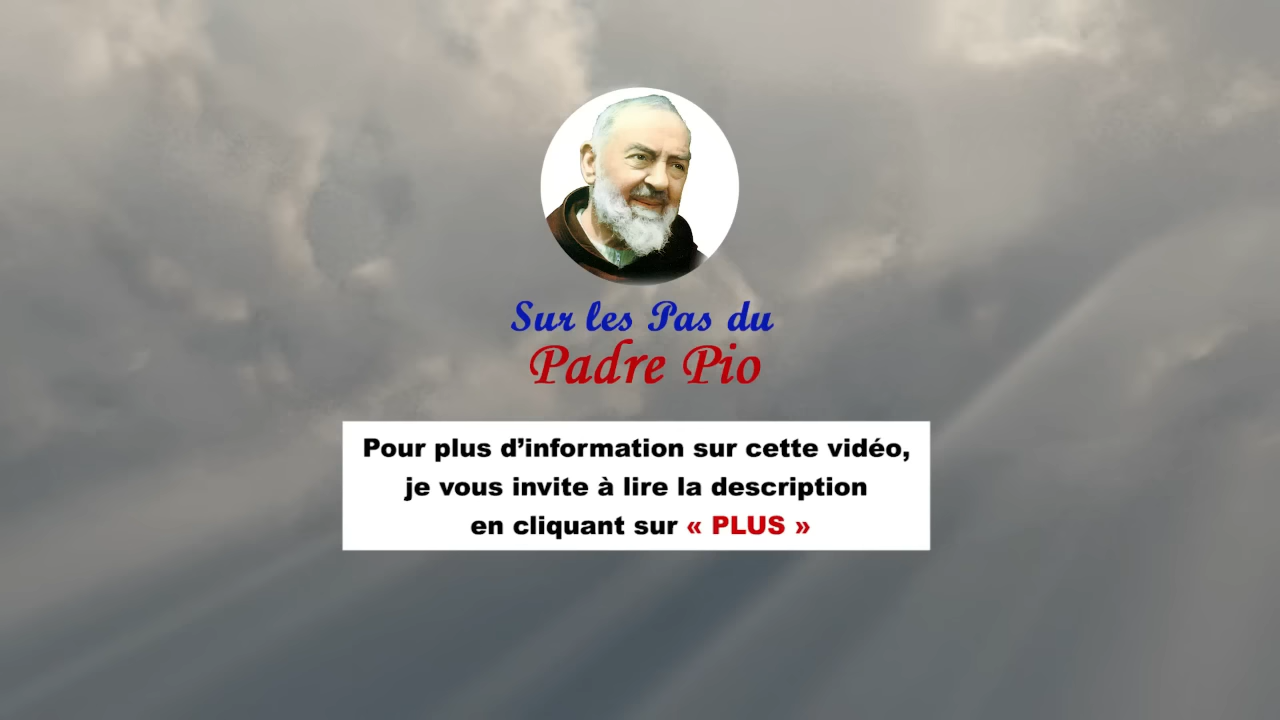 Sur les Pas du
Padre Pio
Pour plus d’information sur cette vidéo,
je vous invite à lire la description
en cliquant sur « PLUS »